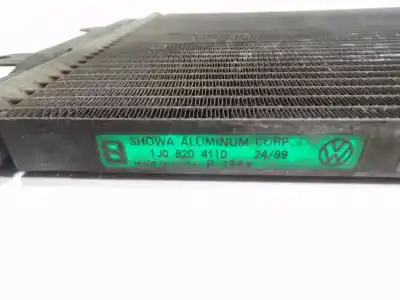 SHOWA ALUMINUM CORP
1J0 820 411D 24/99